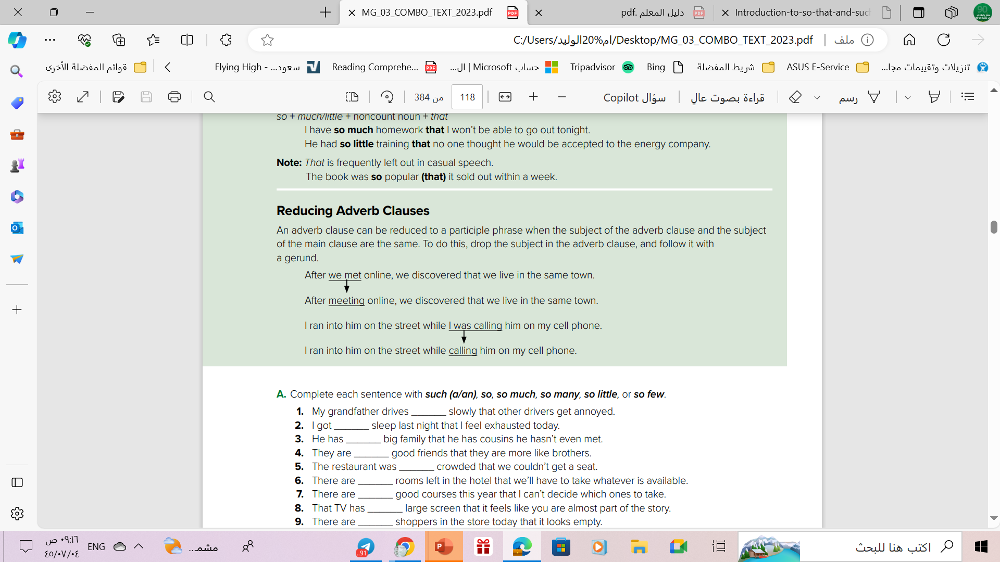 MG_03_COMBO_TEXT_2023.pdf
دليل المعلم .pdf
Introduction-to-so-that-and-suc
C:/Users/ام%20الوليد/Desktop/MG_03_COMBO_TEXT_2023.pdf
ملف
قوائم المفضلة الأخرى
Flying High - سعود...
Reading Comprehe...
حساب Microsoft | ال...
Tripadvisor
Bing
شريط المفضلة
ASUS E-Service
تنزيلات وتقييمات مجا...
384 من
118
سؤال Copilot
قراءة بصوت عالٍ
رسم
so + much/little + noncount noun + that
I have so much homework that I won't be able to go out tonight.
He had so little training that no one thought he would be accepted to the energy company.
Note: That is frequently left out in casual speech.
The book was so popular (that) it sold out within a week.
Reducing Adverb Clauses
An adverb clause can be reduced to a participle phrase when the subject of the adverb clause and the subject
of the main clause are the same. To do this, drop the subject in the adverb clause, and follow it with
a gerund.
After we met online, we discovered that we live in the same town.
After meeting online, we discovered that we live in the same town.
I ran into him on the street while I was calling him on my cell phone.
I ran into him on the street while calling him on my cell phone.
A. Complete each sentence with such (a/an), so, so much, so many, so little, or so few.
1. My grandfather drives _______ slowly that other drivers get annoyed.
2. I got _______ sleep last night that I feel exhausted today.
3. He has _______ big family that he has cousins he hasn't even met.
4. They are _______ good friends that they are more like brothers.
5. The restaurant was _______ crowded that we couldn't get a seat.
6. There are _______ rooms left in the hotel that we'll have to take whatever is available.
7. There are _______ good courses this year that I can't decide which ones to take.
8. That TV has _______ large screen that it feels like you are almost part of the story.
9. There are _______ shoppers in the store today that it looks empty.
٠٩:١٦ ص
٤٥/٠٧/٠٤
ENG
مشم...
..91
اكتب هنا للبحث